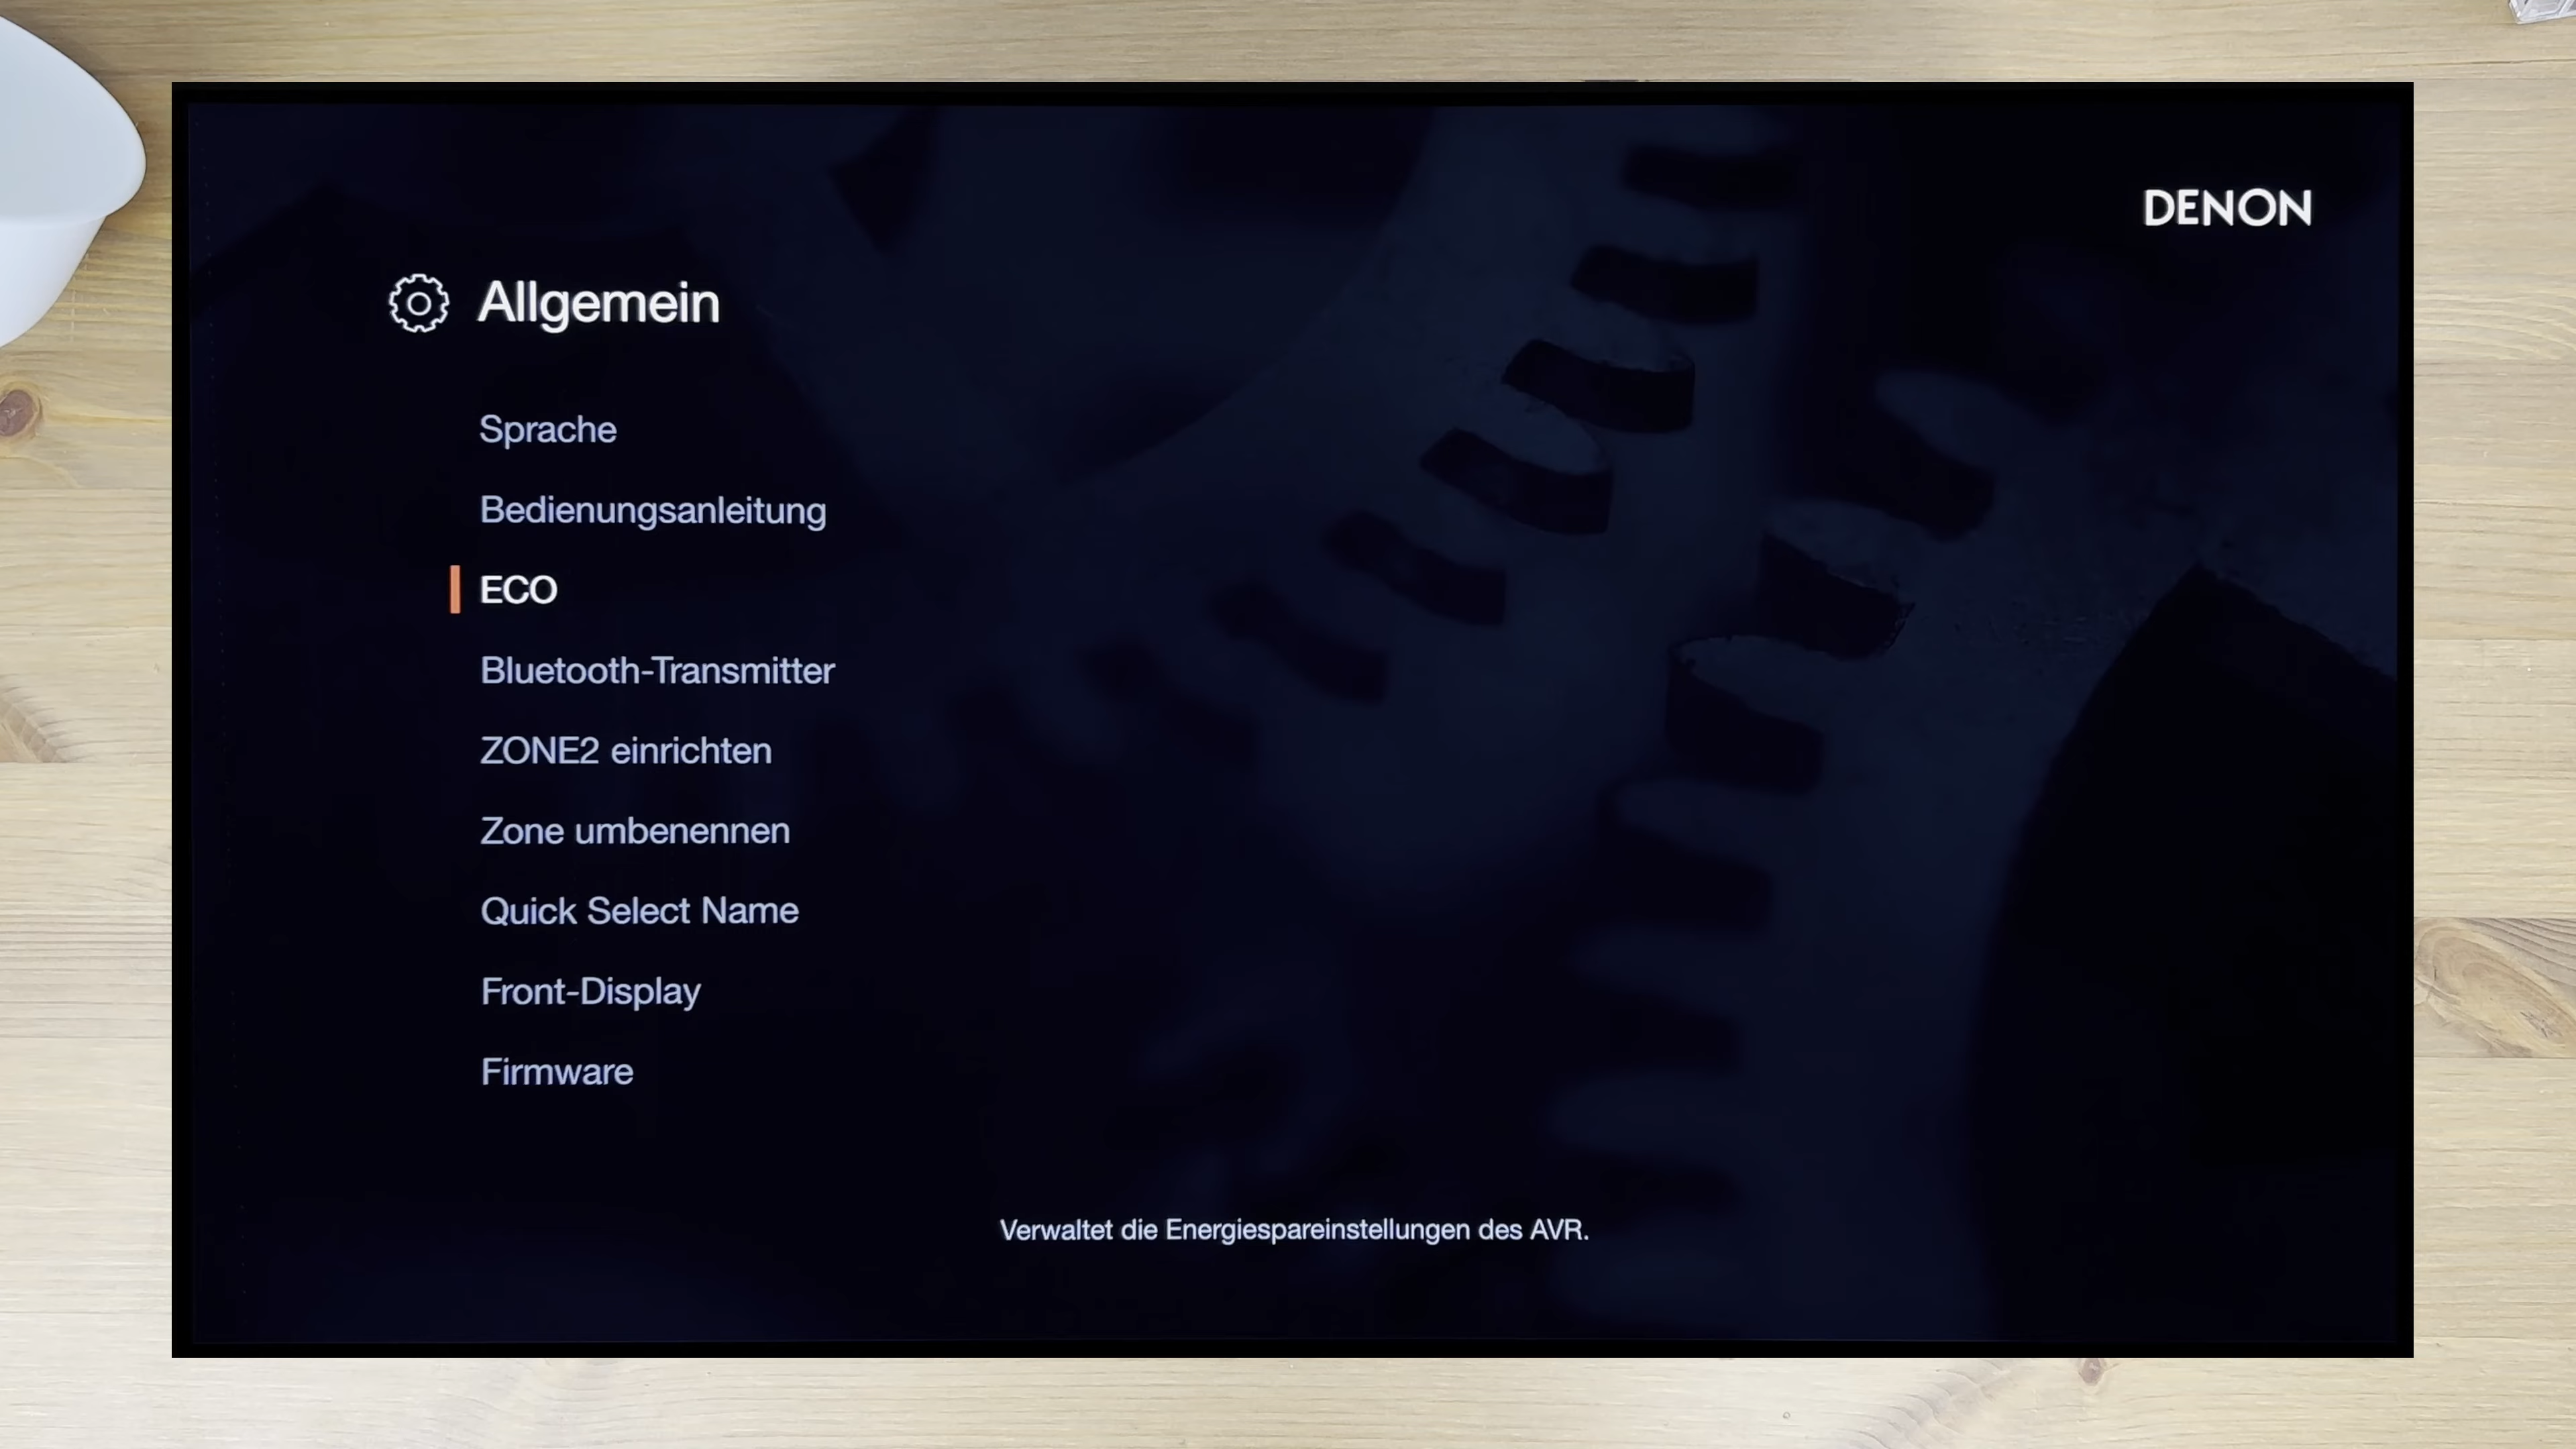 DENON
Allgemein
Sprache
Bedienungsanleitung
ECO
Bluetooth-Transmitter
ZONE2 einrichten
Zone umbenennen
Quick Select Name
Front-Display
Firmware
Verwaltet die Energiespareinstellungen des AVR.